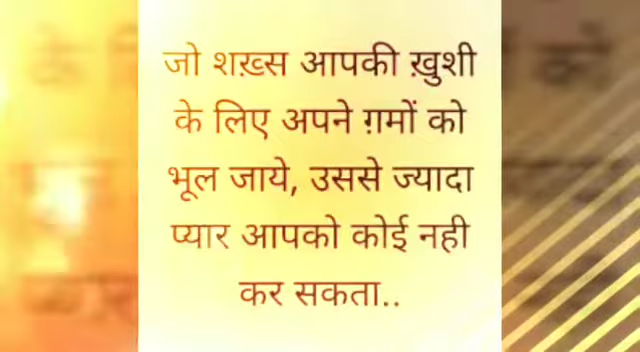 जो शख़्स आपकी ख़ुशी
के लिए अपने ग़मों को
भूल जाये, उससे ज्यादा
प्यार आपको कोई नही
कर सकता..